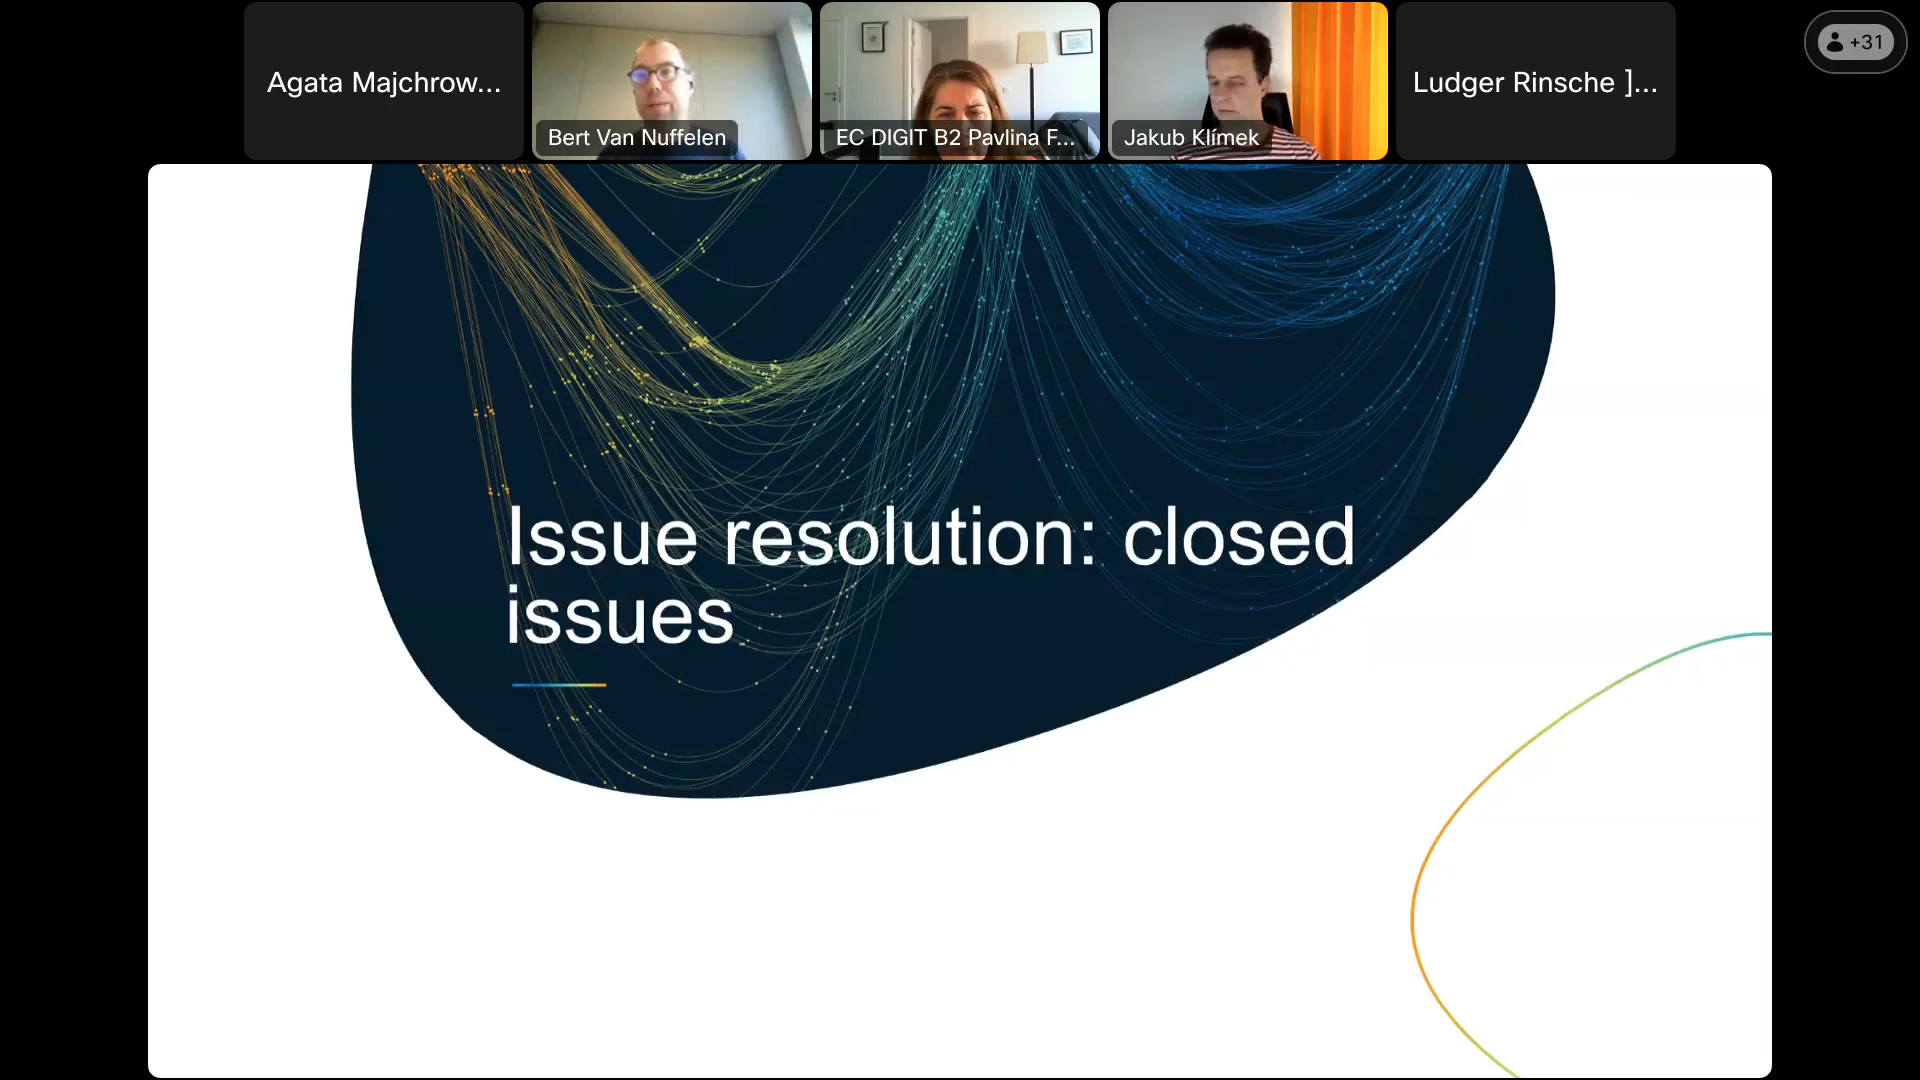 Agata Majchrow...
Bert Van Nuffelen
EC DIGIT B2 Pavlina F...
Jakub Klímek
Ludger Rinsche ]...
+31
Issue resolution: closed
issues